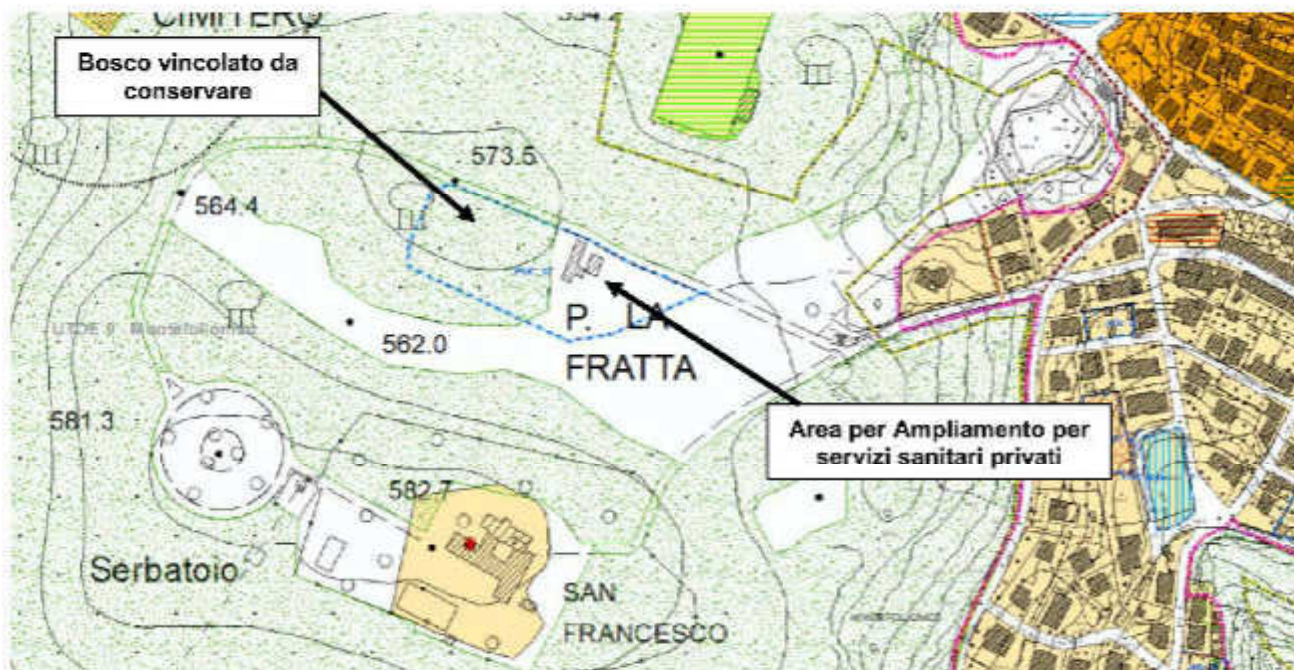 CIMITERO
Bosco vincolato da
conservare
573.5
564.4
562.0
P. LA
FRATTA
581.3
Area per Ampliamento per
servizi sanitari privati
582.7
Serbatoio
SAN
FRANCESCO